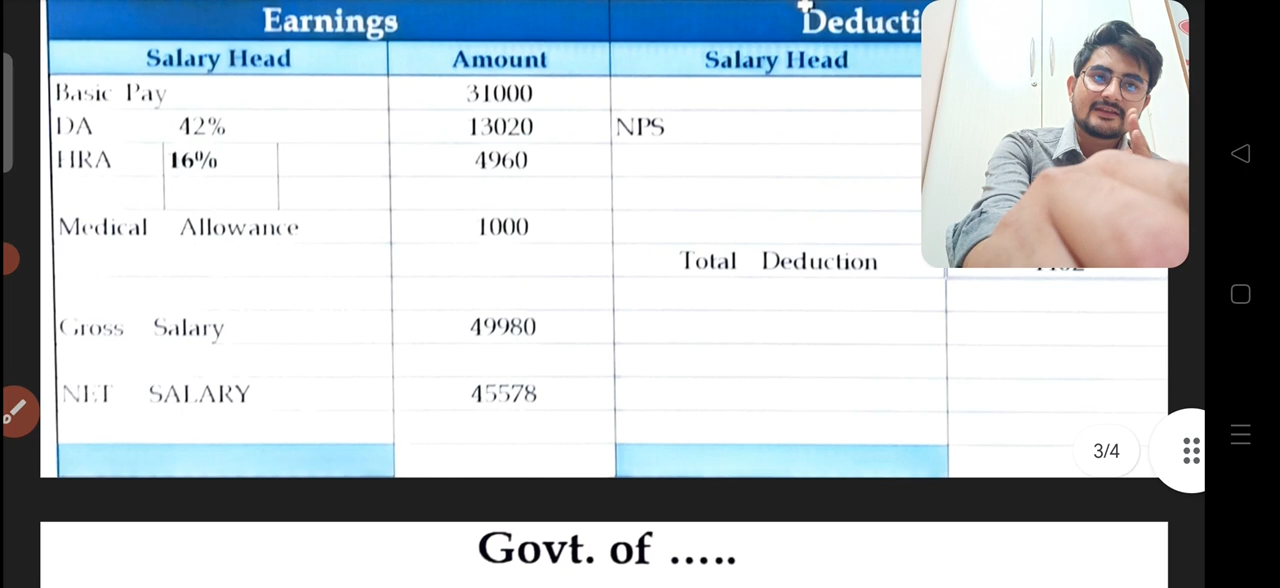 Earnings Deducti
Salary Head Amount Salary Head
Basic Pay 31000
DA 42% 13020 NPS
HRA 16% 4960
Medical Allowance 1000
Total Deduction
Gross Salary 49980
NET SALARY 45578
3/4
Govt. of .....